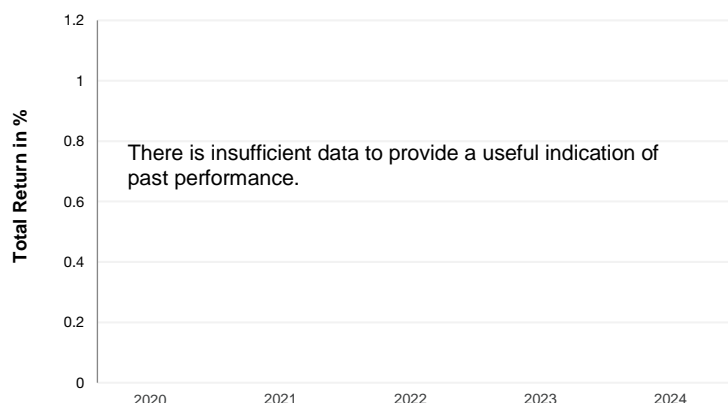 1.2
1
0.8
0.6
0.4
0.2
0
Total Return in %
There is insufficient data to provide a useful indication of
past performance.
2020 2021 2022 2023 2024